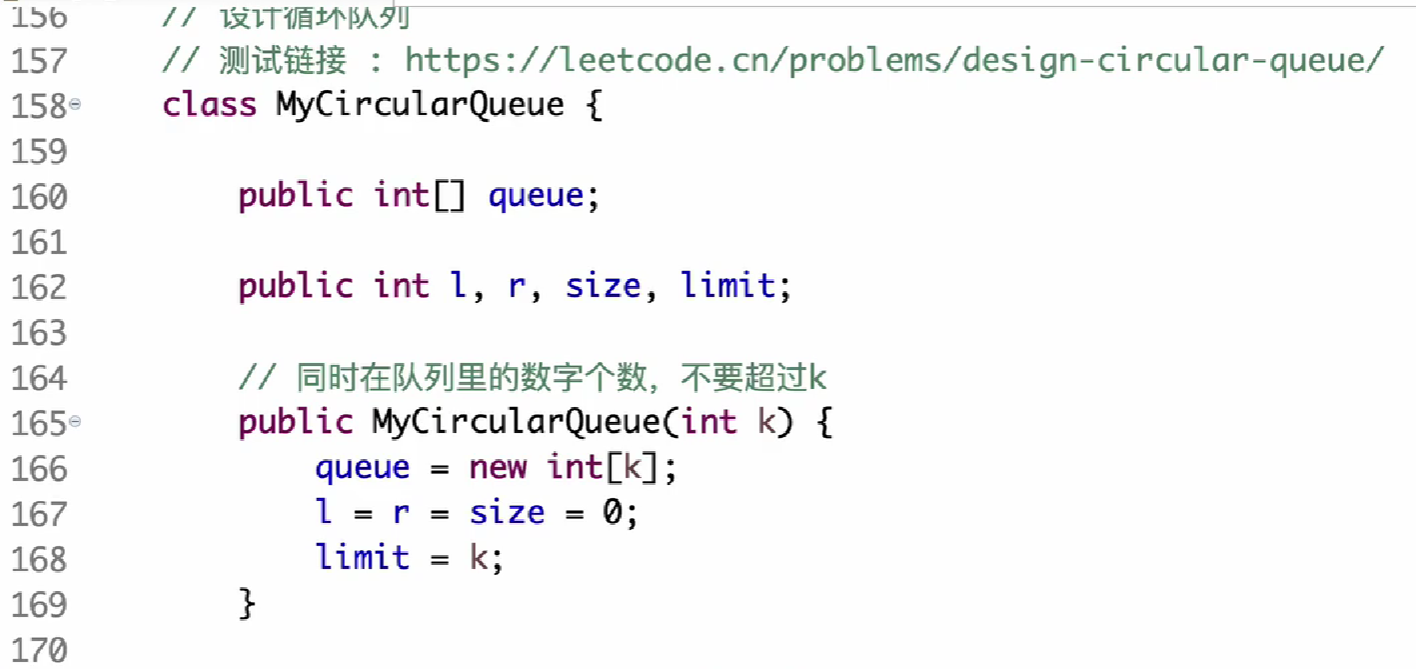 156 // 设计循环队列
157 // 测试链接 : https://leetcode.cn/problems/design-circular-queue/
158 class MyCircularQueue {
159
160 public int[] queue;
161
162 public int l, r, size, limit;
163
164 // 同时在队列里的数字个数，不要超过k
165 public MyCircularQueue(int k) {
166 queue = new int[k];
167 l = r = size = 0;
168 limit = k;
169 }
170